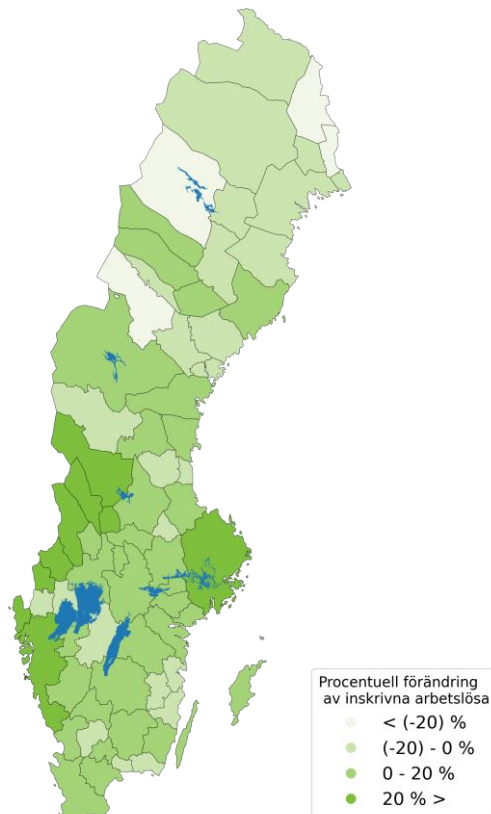 Procentuell förändring
av inskrivna arbetslösa
< (-20) %
(-20) - 0 %
0 - 20 %
20 % >